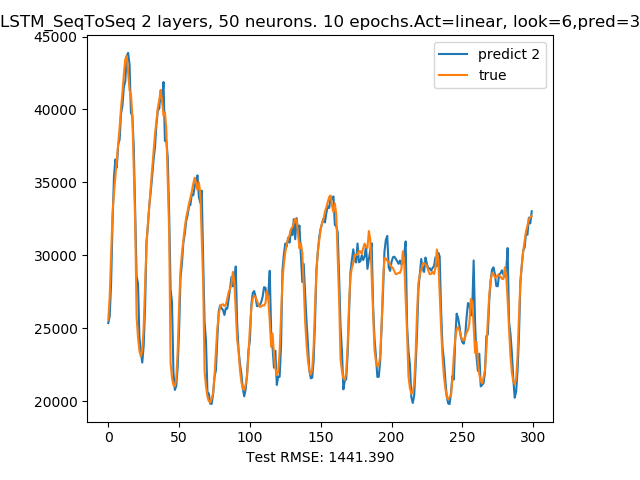 LSTM_SeqToSeq 2 layers, 50 neurons. 10 epochs.Act=linear, look=6,pred=3
45000
40000
35000
30000
25000
20000
predict 2
true
0 50 100 150 200 250 300
Test RMSE: 1441.390